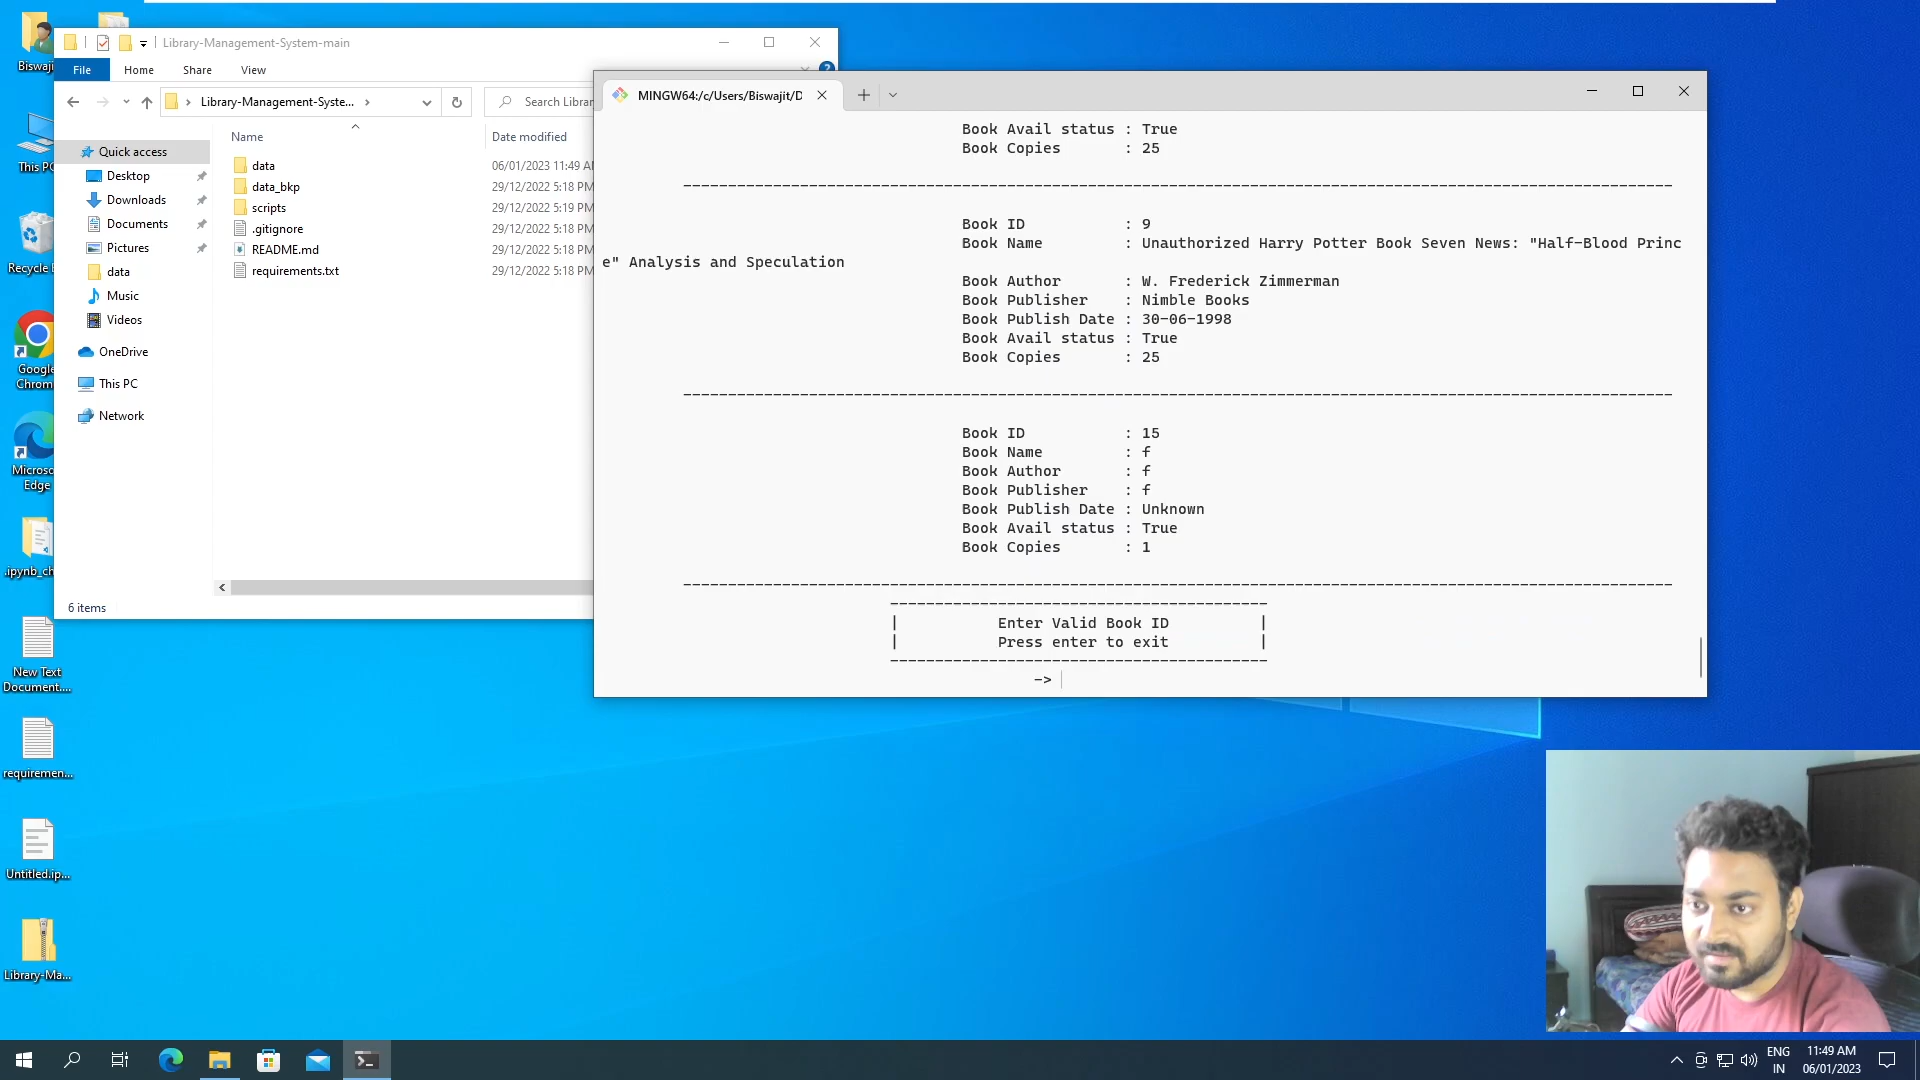 Biswaji
This PC
Recycle
Google
Chrom
Microso
Edge
.ipynb_ch
New Text
Document....
requiremen...
Untitled.ip...
Library-Ma...
Library-Management-System-main
File
Home
Share
View
Library-Management-Syste...
Search Librar
Name
Date modified
Quick access
Desktop
Downloads
Documents
Pictures
data
Music
Videos
OneDrive
This PC
Network
data
06/01/2023 11:49 AM
data_bkp
29/12/2022 5:18 PM
scripts
29/12/2022 5:19 PM
.gitignore
29/12/2022 5:18 PM
README.md
29/12/2022 5:18 PM
requirements.txt
29/12/2022 5:18 PM
6 items
MINGW64:/c/Users/Biswajit/D
Book Avail status : True
Book Copies : 25
Book ID : 9
Book Name : Unauthorized Harry Potter Book Seven News: "Half-Blood Princ
e" Analysis and Speculation
Book Author : W. Frederick Zimmerman
Book Publisher : Nimble Books
Book Publish Date : 30-06-1998
Book Avail status : True
Book Copies : 25
Book ID : 15
Book Name : f
Book Author : f
Book Publisher : f
Book Publish Date : Unknown
Book Avail status : True
Book Copies : 1
| Enter Valid Book ID |
| Press enter to exit |
->
ENG
IN
11:49 AM
06/01/2023